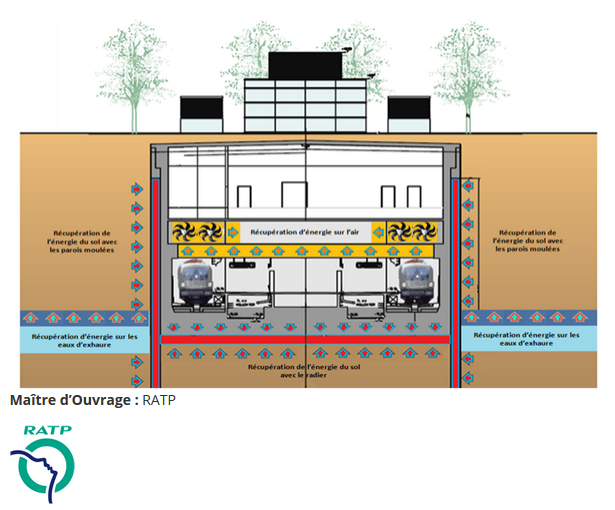 Récupération d'énergie sur l'air
Récupération de
l'énergie du sol avec
les parois moulées
Récupération de
l'énergie du sol avec
les parois moulées
Récupération d'énergie sur les
eaux d'exhaure
Récupération d'énergie sur les
eaux d'exhaure
Récupération de l'énergie du sol
avec le radier
Maître d'Ouvrage : RATP
RATP